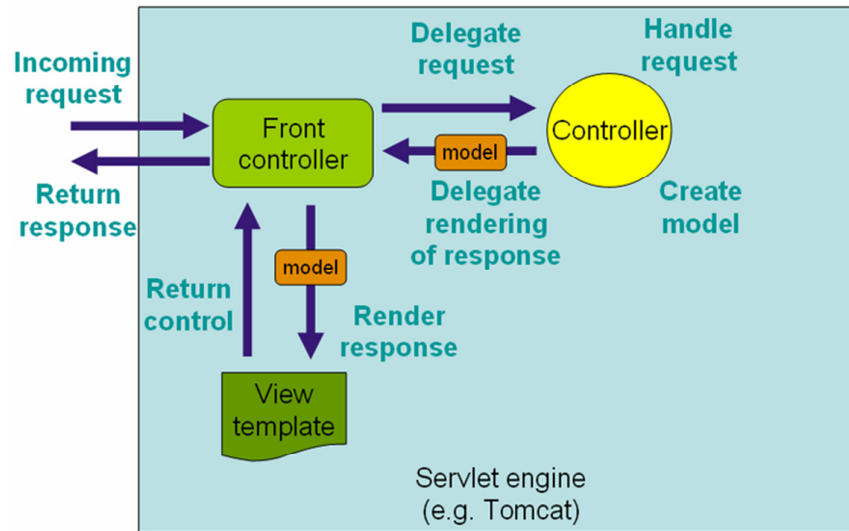 Incoming
request
Return
response
Front
controller
Delegate
request
Handle
request
Controller
model
Delegate
rendering
of response
Create
model
model
Return
control
Render
response
View
template
Servlet engine
(e.g. Tomcat)